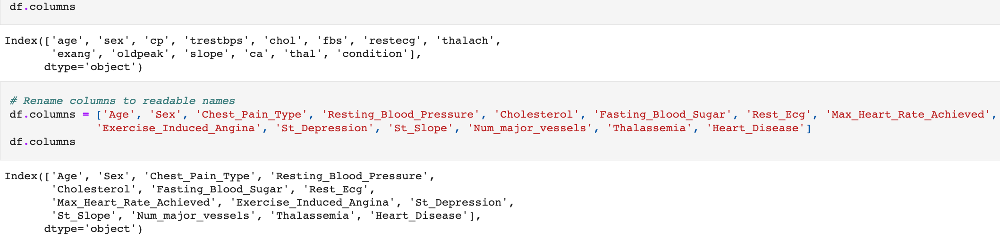 df.columns
Index(['age', 'sex', 'cp', 'trestbps', 'chol', 'fbs', 'restecg', 'thalach',
       'exang', 'oldpeak', 'slope', 'ca', 'thal', 'condition'],
      dtype='object')
# Rename columns to readable names
df.columns = ['Age', 'Sex', 'Chest_Pain_Type', 'Resting_Blood_Pressure', 'Cholesterol', 'Fasting_Blood_Sugar', 'Rest_Ecg', 'Max_Heart_Rate_Achieved',
             'Exercise_Induced_Angina', 'St_Depression', 'St_Slope', 'Num_major_vessels', 'Thalassemia', 'Heart_Disease']
df.columns
Index(['Age', 'Sex', 'Chest_Pain_Type', 'Resting_Blood_Pressure',
       'Cholesterol', 'Fasting_Blood_Sugar', 'Rest_Ecg',
       'Max_Heart_Rate_Achieved', 'Exercise_Induced_Angina', 'St_Depression',
       'St_Slope', 'Num_major_vessels', 'Thalassemia', 'Heart_Disease'],
      dtype='object')